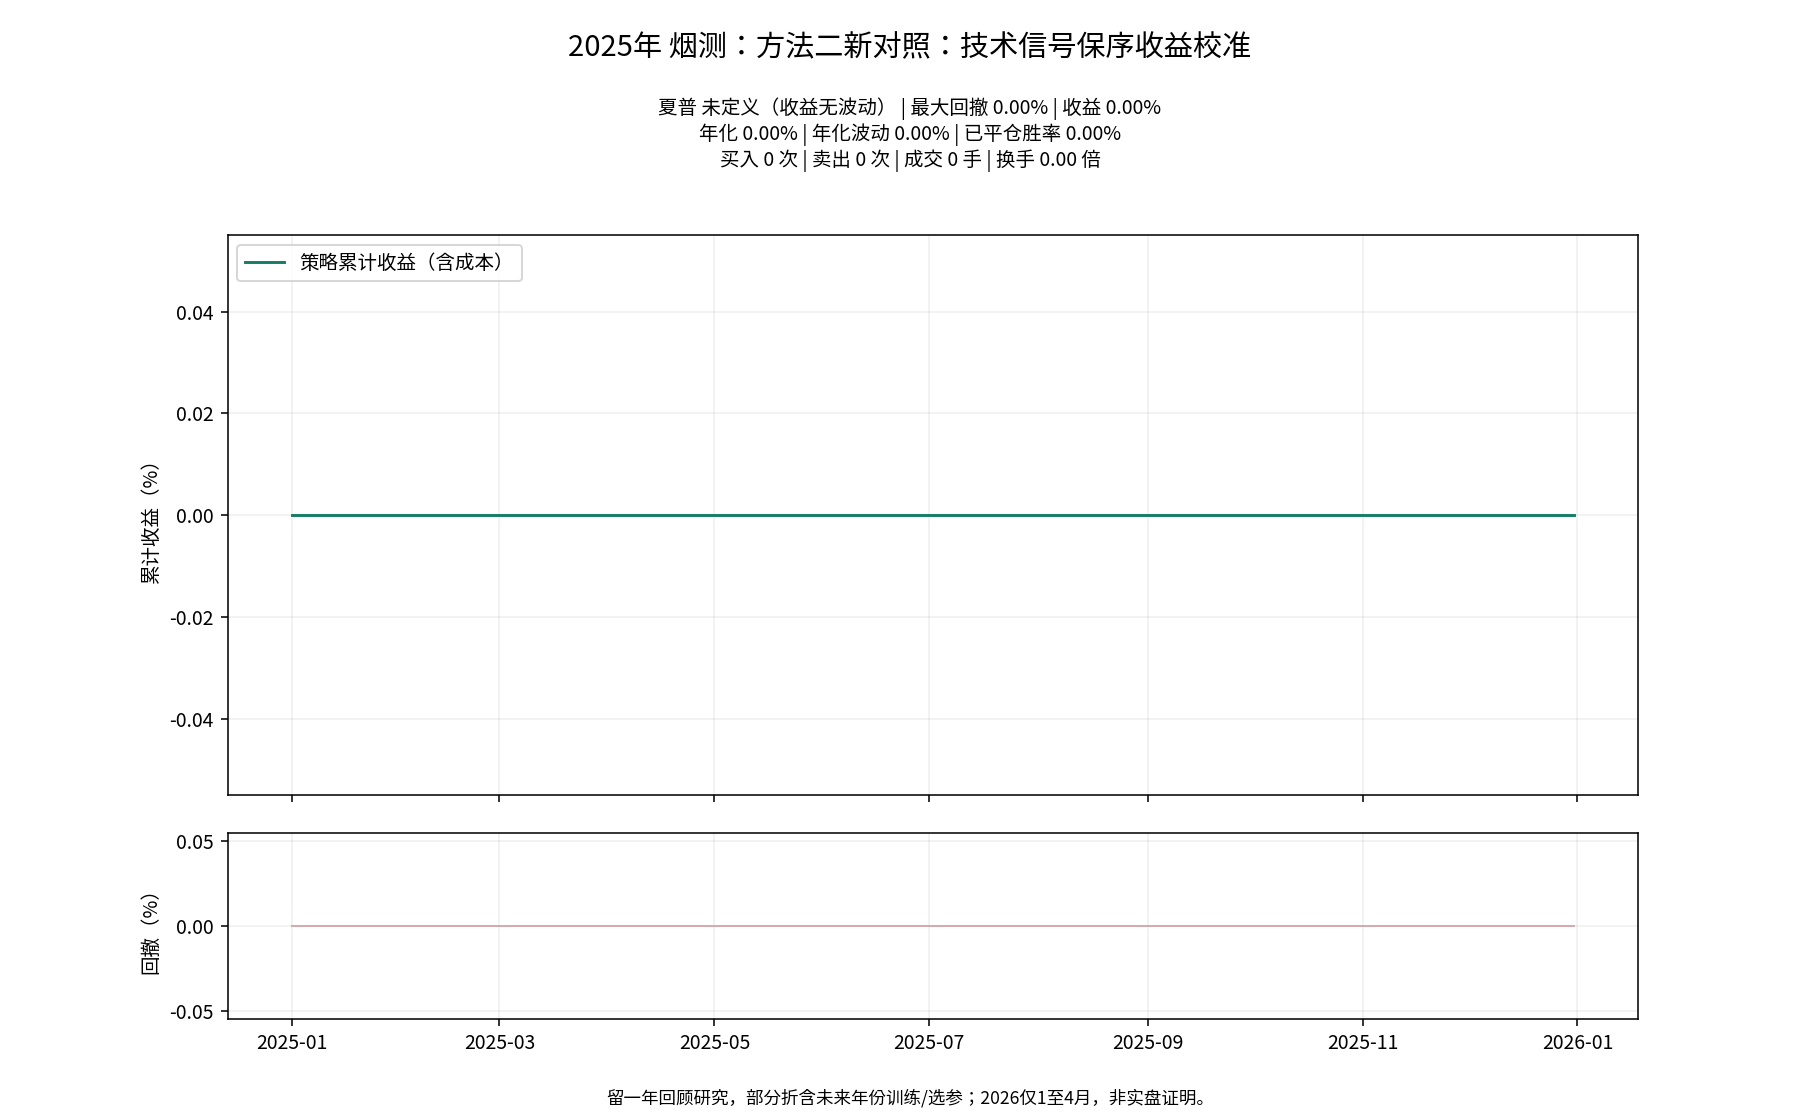 2025年 烟测：方法二新对照：技术信号保序收益校准
夏普 未定义（收益无波动） | 最大回撤 0.00% | 收益 0.00%
年化 0.00% | 年化波动 0.00% | 已平仓胜率 0.00%
买入 0 次 | 卖出 0 次 | 成交 0 手 | 换手 0.00 倍
策略累计收益（含成本）
累计收益（%）
0.04
0.02
0.00
-0.02
-0.04
回撤（%）
0.05
0.00
-0.05
2025-01 2025-03 2025-05 2025-07 2025-09 2025-11 2026-01
留一年回顾研究，部分折含未来年份训练/选参；2026仅1至4月，非实盘证明。